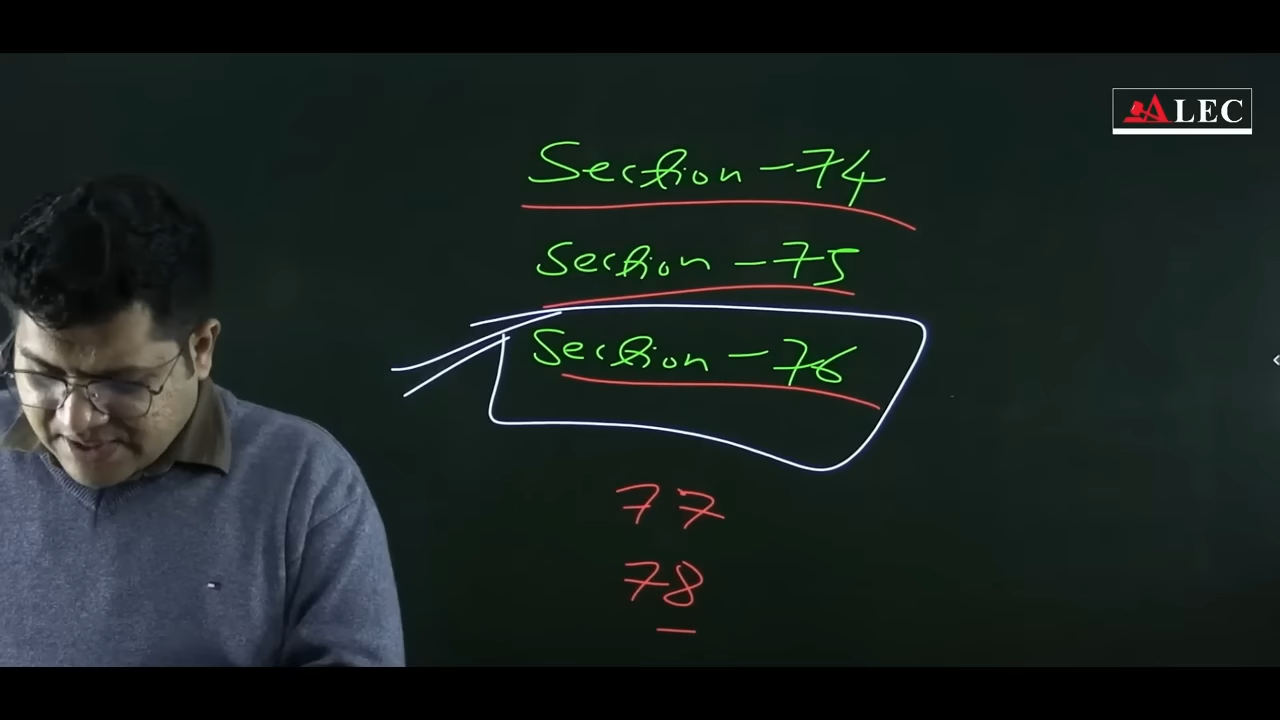 ALEC
Section - 74
Section - 75
Section - 76
77
78